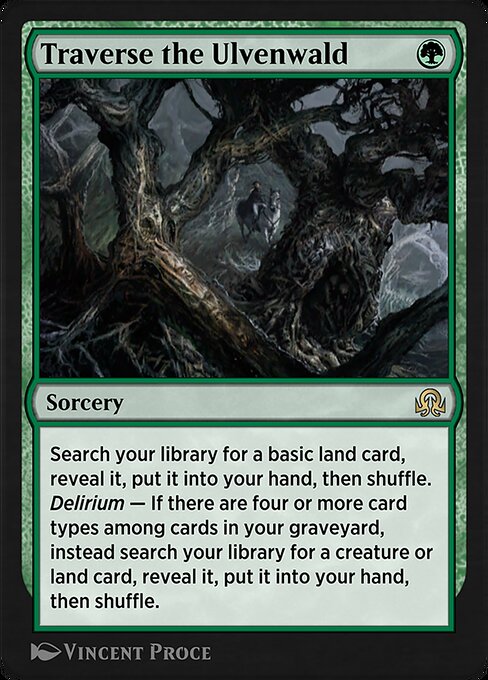 Traverse the Ulvenwald
Sorcery
Search your library for a basic land card,
reveal it, put it into your hand, then shuffle.
Delirium — If there are four or more card
types among cards in your graveyard,
instead search your library for a creature or
land card, reveal it, put it into your hand,
then shuffle.
Vincent Proce